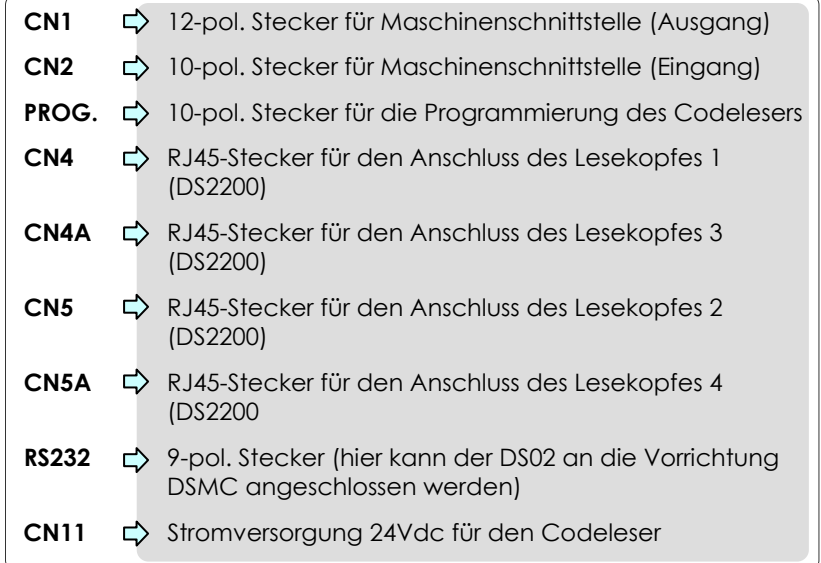 CN1 12-pol. Stecker für Maschinenschnittstelle (Ausgang)
CN2 10-pol. Stecker für Maschinenschnittstelle (Eingang)
PROG. 10-pol. Stecker für die Programmierung des Codelesers
CN4 RJ45-Stecker für den Anschluss des Lesekopfes 1
(DS2200)
CN4A RJ45-Stecker für den Anschluss des Lesekopfes 3
(DS2200)
CN5 RJ45-Stecker für den Anschluss des Lesekopfes 2
(DS2200)
CN5A RJ45-Stecker für den Anschluss des Lesekopfes 4
(DS2200
RS232 9-pol. Stecker (hier kann der DS02 an die Vorrichtung
DSMC angeschlossen werden)
CN11 Stromversorgung 24Vdc für den Codeleser